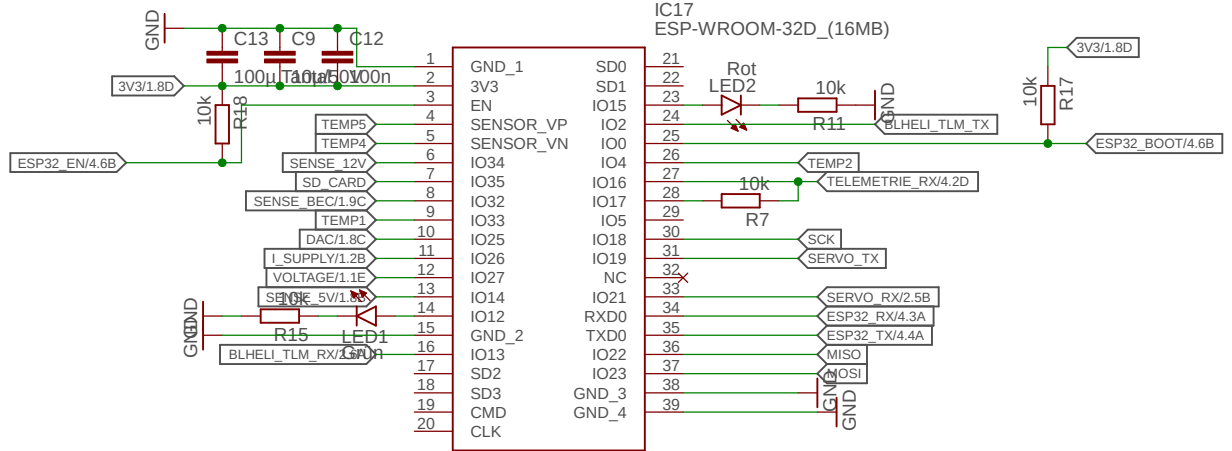 IC17
ESP-WROOM-32D_(16MB)
GND
C13
C9
C12
100µ
100n
3V3/1.8D
10k
R18
ESP32_EN/4.6B
1
GND_1
2
3V3
3
EN
4
SENSOR_VP
5
SENSOR_VN
6
IO34
7
IO35
8
IO32
9
IO33
10
IO25
11
IO26
12
IO27
13
IO14
14
IO12
15
GND_2
16
IO13
17
SD2
18
SD3
19
CMD
20
CLK
TEMP5
TEMP4
SENSE_12V
SD_CARD
SENSE_BEC/1.9C
TEMP1
DAC/1.8C
I_SUPPLY/1.2B
VOLTAGE/1.1E
GND
GND
10k
R15
LED1
Grün
SD0
21
SD1
22
IO15
23
IO2
24
IO0
25
IO4
26
IO16
27
IO17
28
IO5
29
IO18
30
IO19
31
NC
32
IO21
33
RXD0
34
TXD0
35
IO22
36
IO23
37
GND_3
38
GND_4
39
Rot
LED2
10k
R11
GND
BLHELI_TLM_TX
3V3/1.8D
10k
R17
ESP32_BOOT/4.6B
TEMP2
TELEMETRIE_RX/4.2D
10k
R7
SCK
SERVO_TX
SERVO_RX/2.5B
ESP32_RX/4.3A
ESP32_TX/4.4A
MISO
MOSI
GND
GND